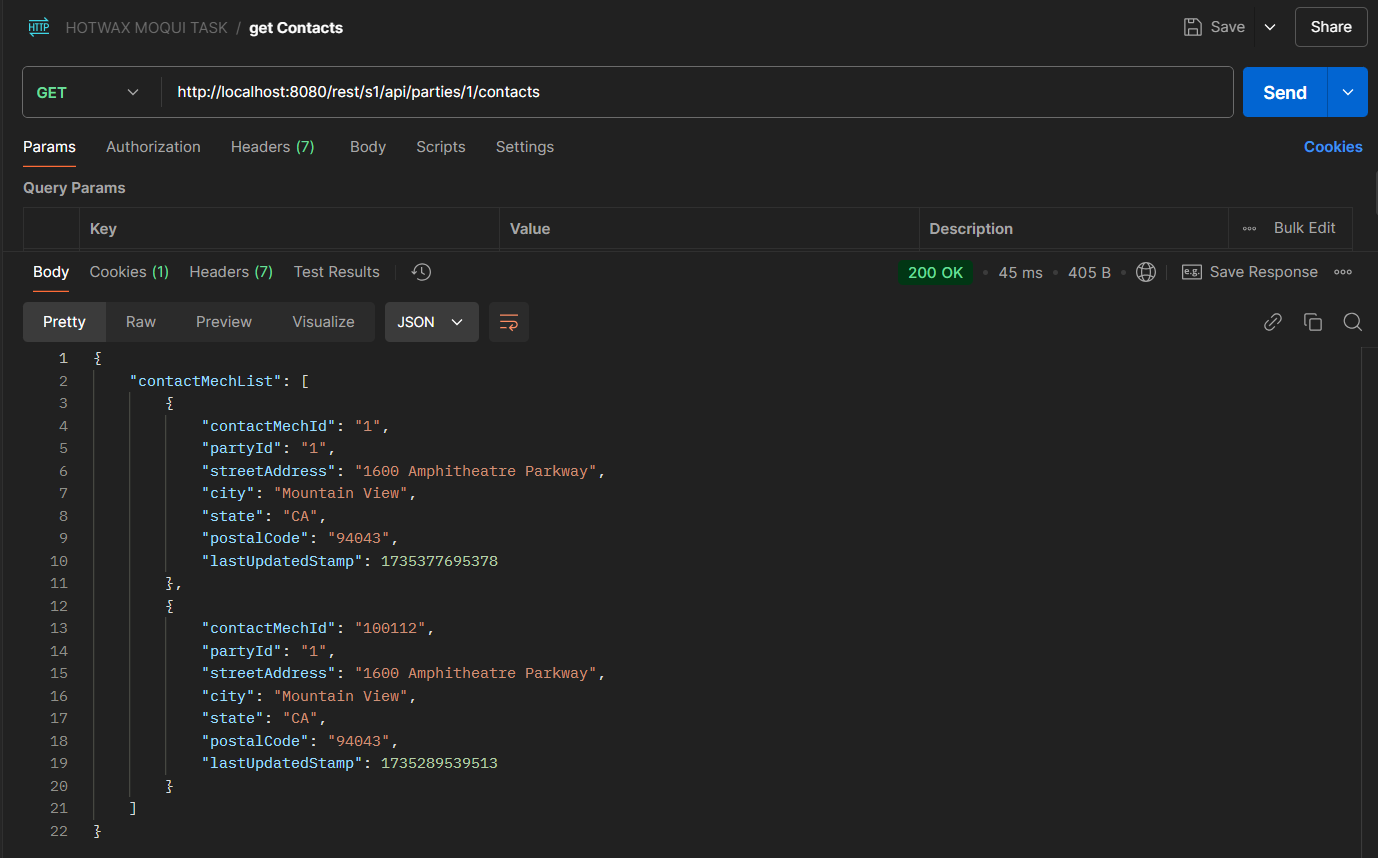 HTTP HOTWAX MOQUI TASK / get Contacts Save Share
GET http://localhost:8080/rest/s1/api/parties/1/contacts Send
Params Authorization Headers (7) Body Scripts Settings Cookies
Query Params
Key Value Description Bulk Edit
Body Cookies (1) Headers (7) Test Results 200 OK 45 ms 405 B e.g. Save Response
Pretty Raw Preview Visualize JSON
1 {
2 "contactMechList": [
3 {
4 "contactMechId": "1",
5 "partyId": "1",
6 "streetAddress": "1600 Amphitheatre Parkway",
7 "city": "Mountain View",
8 "state": "CA",
9 "postalCode": "94043",
10 "lastUpdatedStamp": 1735377695378
11 },
12 {
13 "contactMechId": "100112",
14 "partyId": "1",
15 "streetAddress": "1600 Amphitheatre Parkway",
16 "city": "Mountain View",
17 "state": "CA",
18 "postalCode": "94043",
19 "lastUpdatedStamp": 1735289539513
20 }
21 ]
22 }